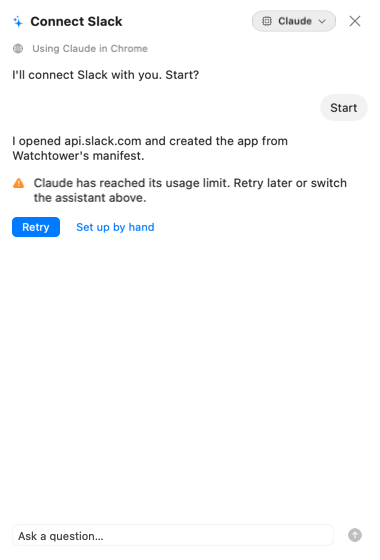 Connect Slack
Claude
Using Claude in Chrome
I'll connect Slack with you. Start?
Start
I opened api.slack.com and created the app from
Watchtower's manifest.
Claude has reached its usage limit. Retry later or switch
the assistant above.
Retry
Set up by hand
Ask a question…